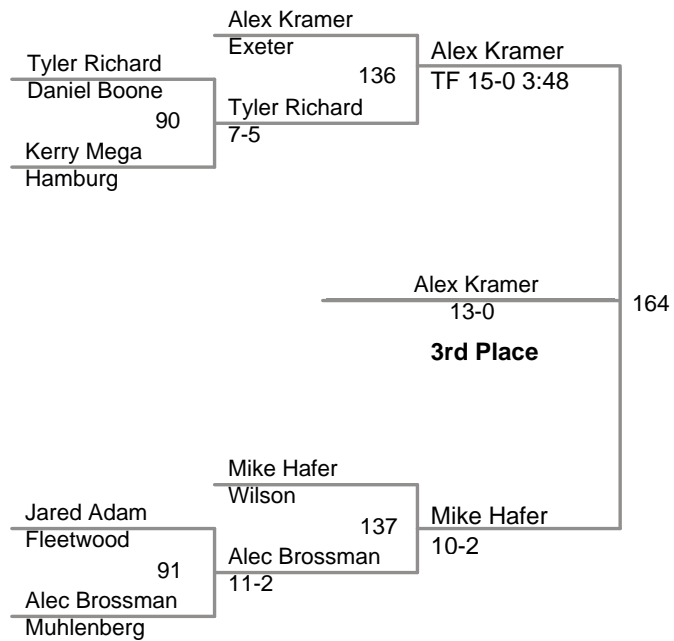 Alex Kramer
Exeter
Tyler Richard
Daniel Boone
136
Alex Kramer
TF 15-0 3:48
90
Tyler Richard
7-5
Kerry Mega
Hamburg
Alex Kramer
13-0
164
3rd Place
Mike Hafer
Wilson
Jared Adam
Fleetwood
137
Mike Hafer
10-2
91
Alec Brossman
11-2
Alec Brossman
Muhlenberg